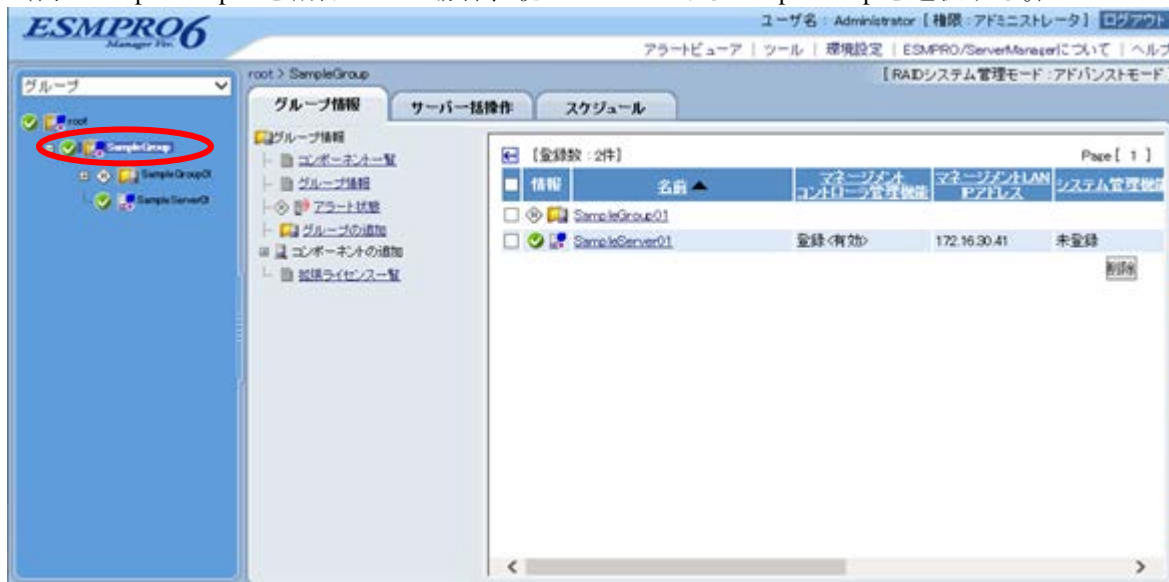 ESMPRO6
Manager Ver.
ユーザ名 : Administrator [ 権限 : アドミニストレータ ] ログアウト
アラートビューア | ツール | 環境設定 | ESMPRO/ServerManagerについて | ヘルプ
グループ
root
SampleGroup
SampleGroup01
SampleServer01
root > SampleGroup
[ RAIDシステム管理モード : アドバンストモード
グループ情報 サーバー括操作 スケジュール
グループ情報
コンポーネント一覧
グループ情報
アラート状態
グループの追加
コンポーネントの追加
拡張ライセンス一覧
[登録数 : 2件] Page [ 1 ]
情報 名前▲ マネージメントコントローラ管理機能 マネージメントLAN IPアドレス システム管理機能
SampleGroup01
SampleServer01 登録<有効> 172.16.30.41 未登録
削除